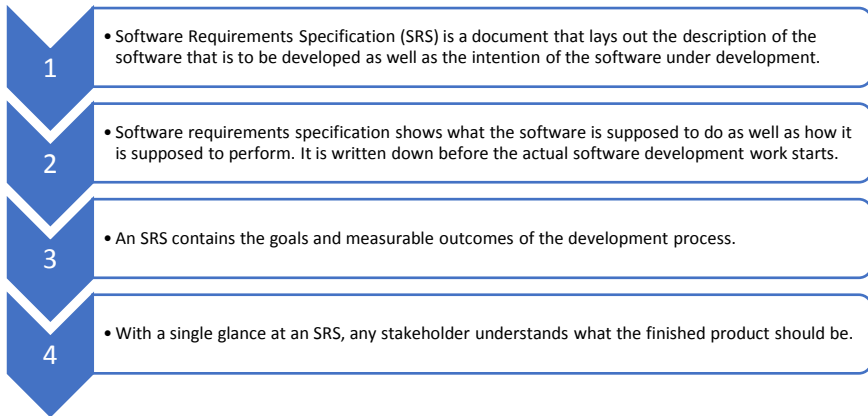 1
• Software Requirements Specification (SRS) is a document that lays out the description of the
software that is to be developed as well as the intention of the software under development.
2
• Software requirements specification shows what the software is supposed to do as well as how it
is supposed to perform. It is written down before the actual software development work starts.
3
• An SRS contains the goals and measurable outcomes of the development process.
4
• With a single glance at an SRS, any stakeholder understands what the finished product should be.